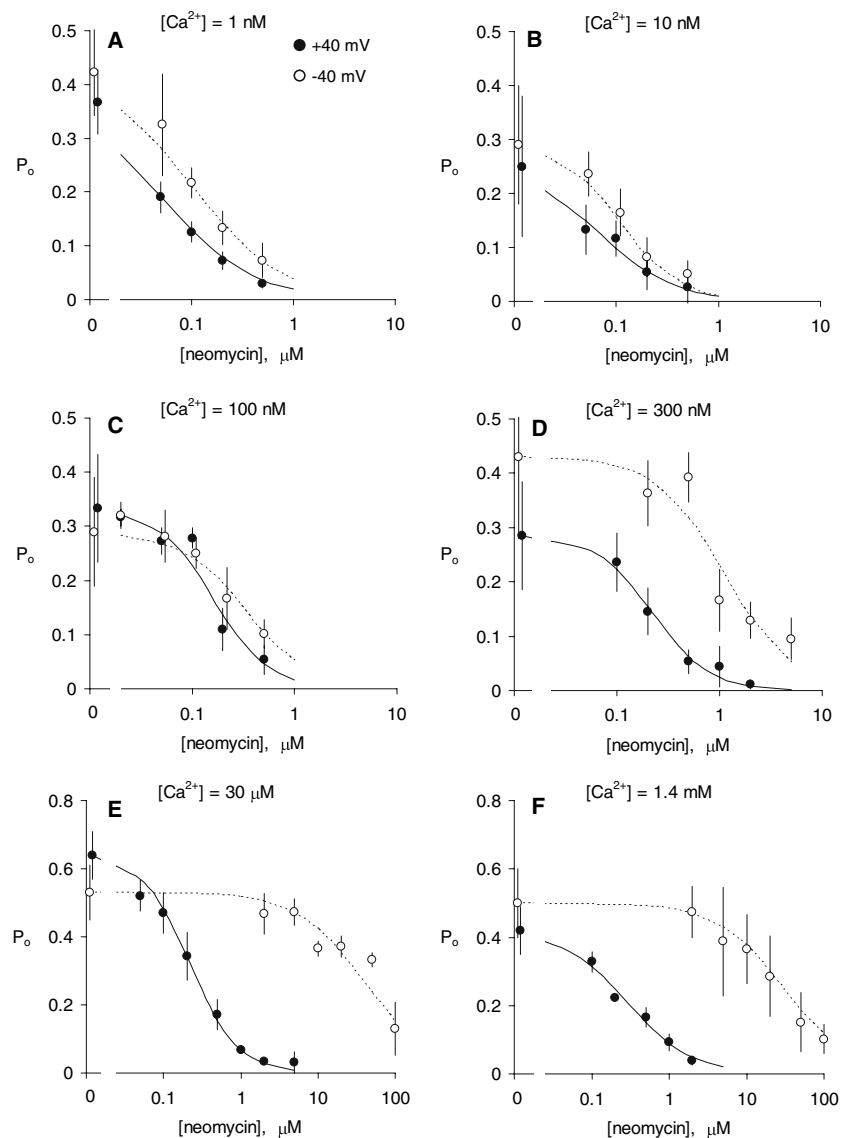 A [Ca²⁺] = 1 nM
+40 mV
-40 mV
0.5
0.4
0.3
0.2
0.1
0
Pₒ
0 0.1 1 10
[neomycin], μM
B [Ca²⁺] = 10 nM
0.5
0.4
0.3
0.2
0.1
0
Pₒ
0 0.1 1 10
[neomycin], μM
C [Ca²⁺] = 100 nM
0.5
0.4
0.3
0.2
0.1
0
Pₒ
0 0.1 1 10
[neomycin], μM
D [Ca²⁺] = 300 nM
0.5
0.4
0.3
0.2
0.1
0
Pₒ
0 0.1 1 10
[neomycin], μM
E [Ca²⁺] = 30 μM
0.8
0.6
0.4
0.2
0
Pₒ
0 0.1 1 10 100
[neomycin], μM
F [Ca²⁺] = 1.4 mM
0.8
0.6
0.4
0.2
0
Pₒ
0 0.1 1 10 100
[neomycin], μM